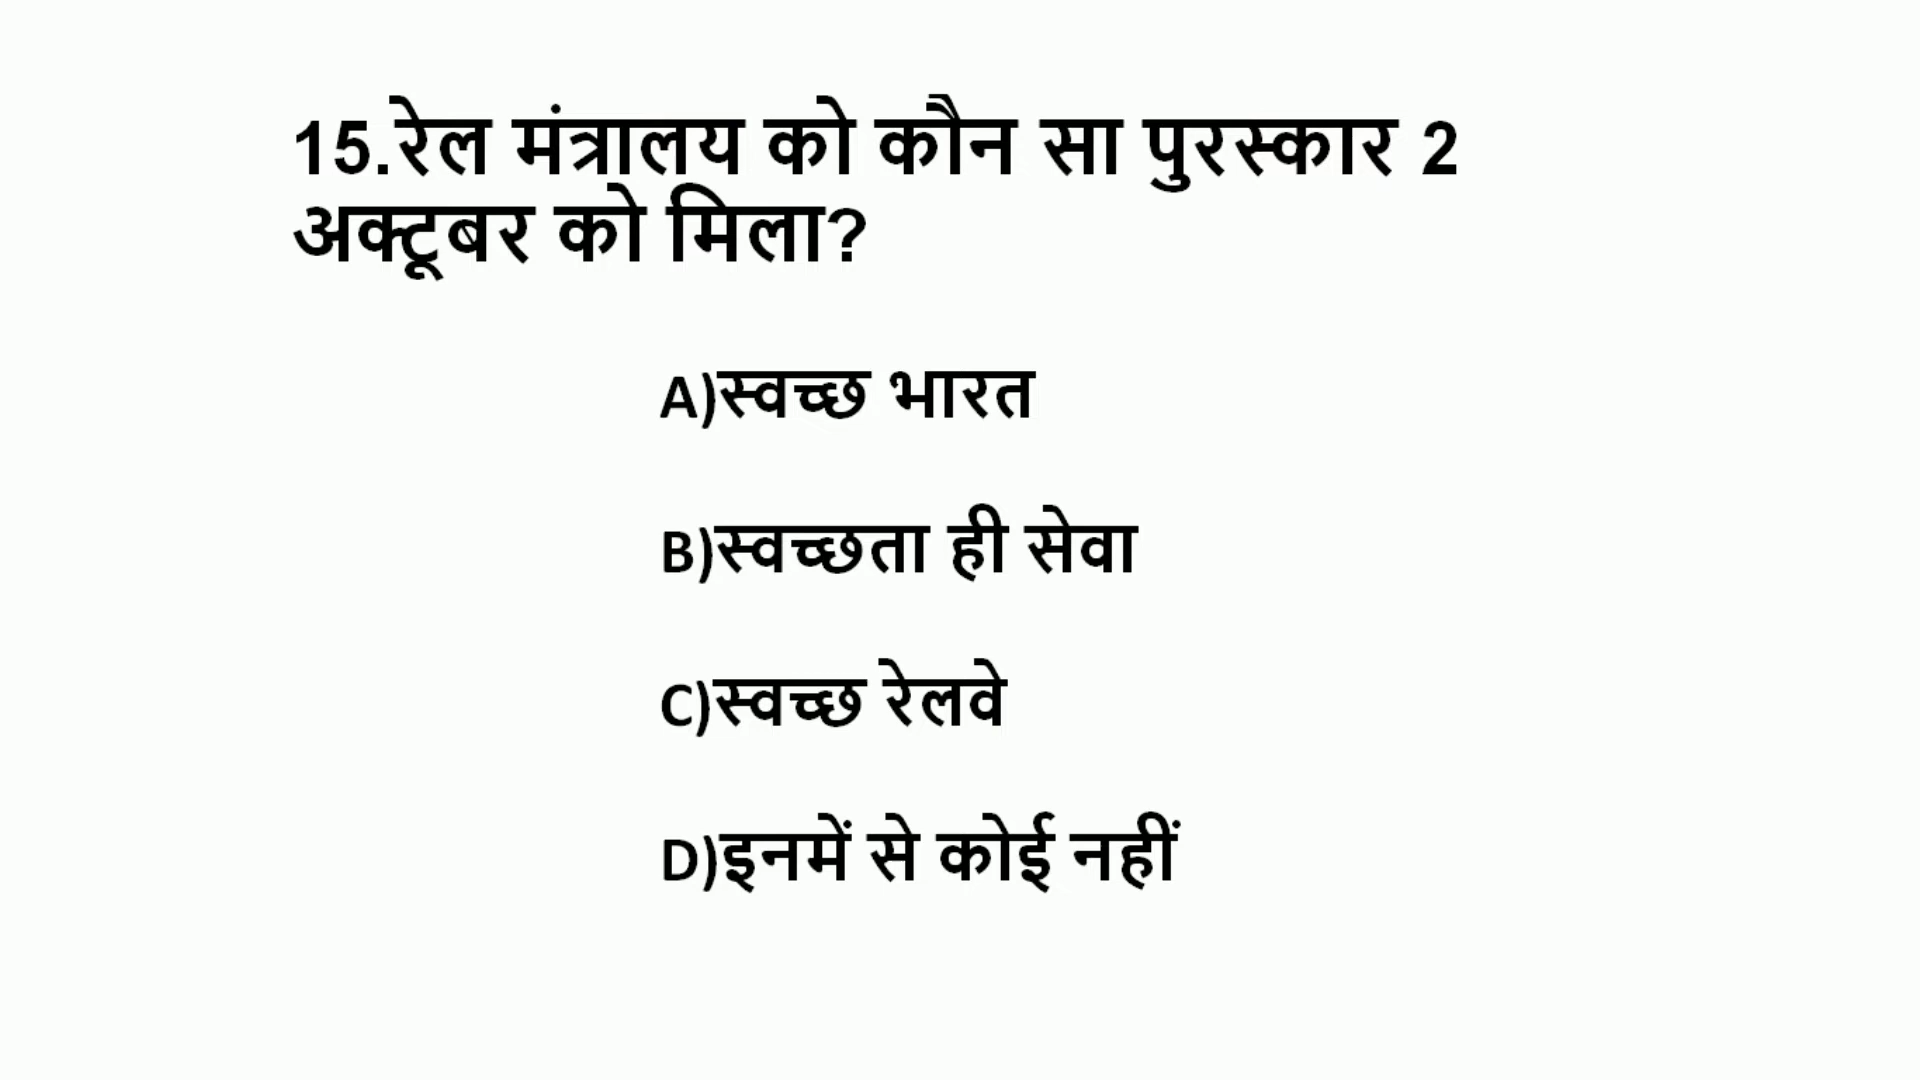 15.रेल मंत्रालय को कौन सा पुरस्कार 2
अक्टूबर को मिला?
A)स्वच्छ भारत
B)स्वच्छता ही सेवा
C)स्वच्छ रेलवे
D)इनमें से कोई नहीं